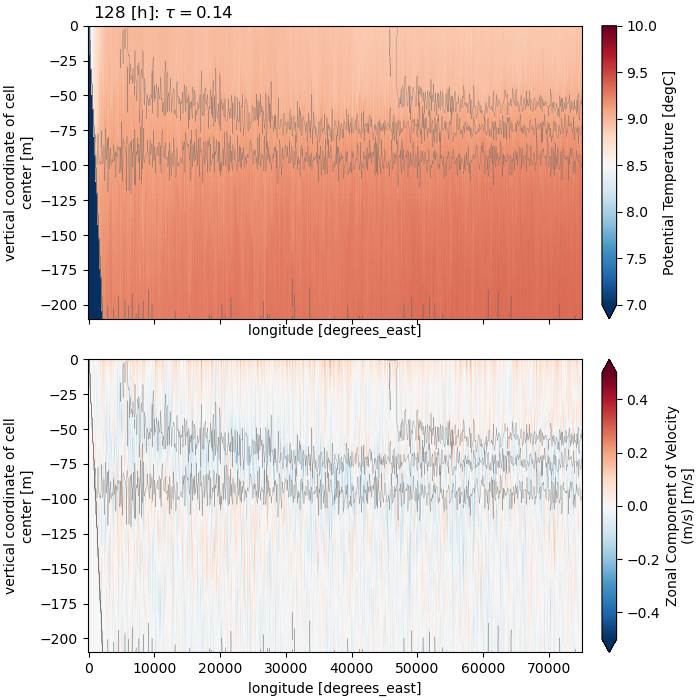 128 [h]: τ = 0.14
0
−25
−50
−75
−100
−125
−150
−175
−200
vertical coordinate of cell
center [m]
longitude [degrees_east]
10.0
9.5
9.0
8.5
8.0
7.5
7.0
Potential Temperature [degC]
0
−25
−50
−75
−100
−125
−150
−175
−200
vertical coordinate of cell
center [m]
0 10000 20000 30000 40000 50000 60000 70000
longitude [degrees_east]
0.4
0.2
0.0
−0.2
−0.4
Zonal Component of Velocity
(m/s) [m/s]